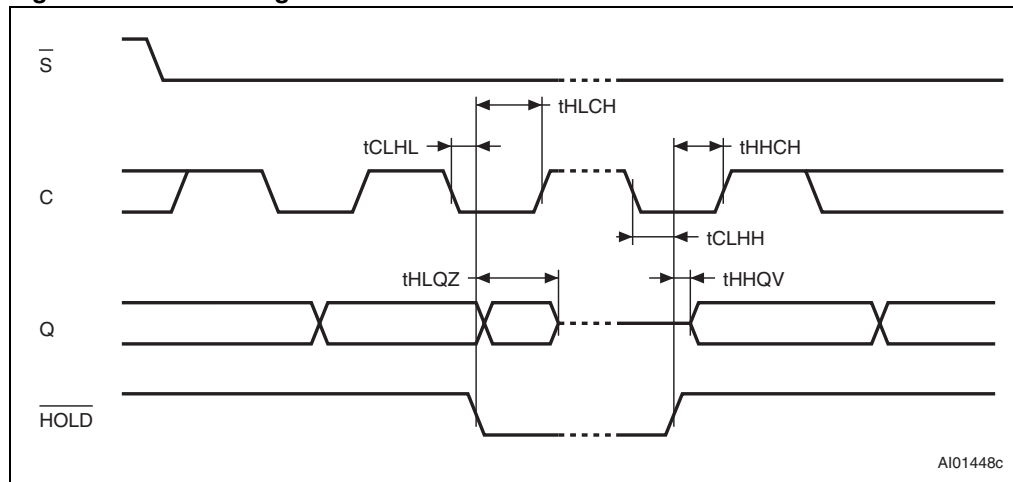 S
tHLCH
tCLHL
tHHCH
C
tCLHH
tHLQZ
tHHQV
Q
HOLD
AI01448c